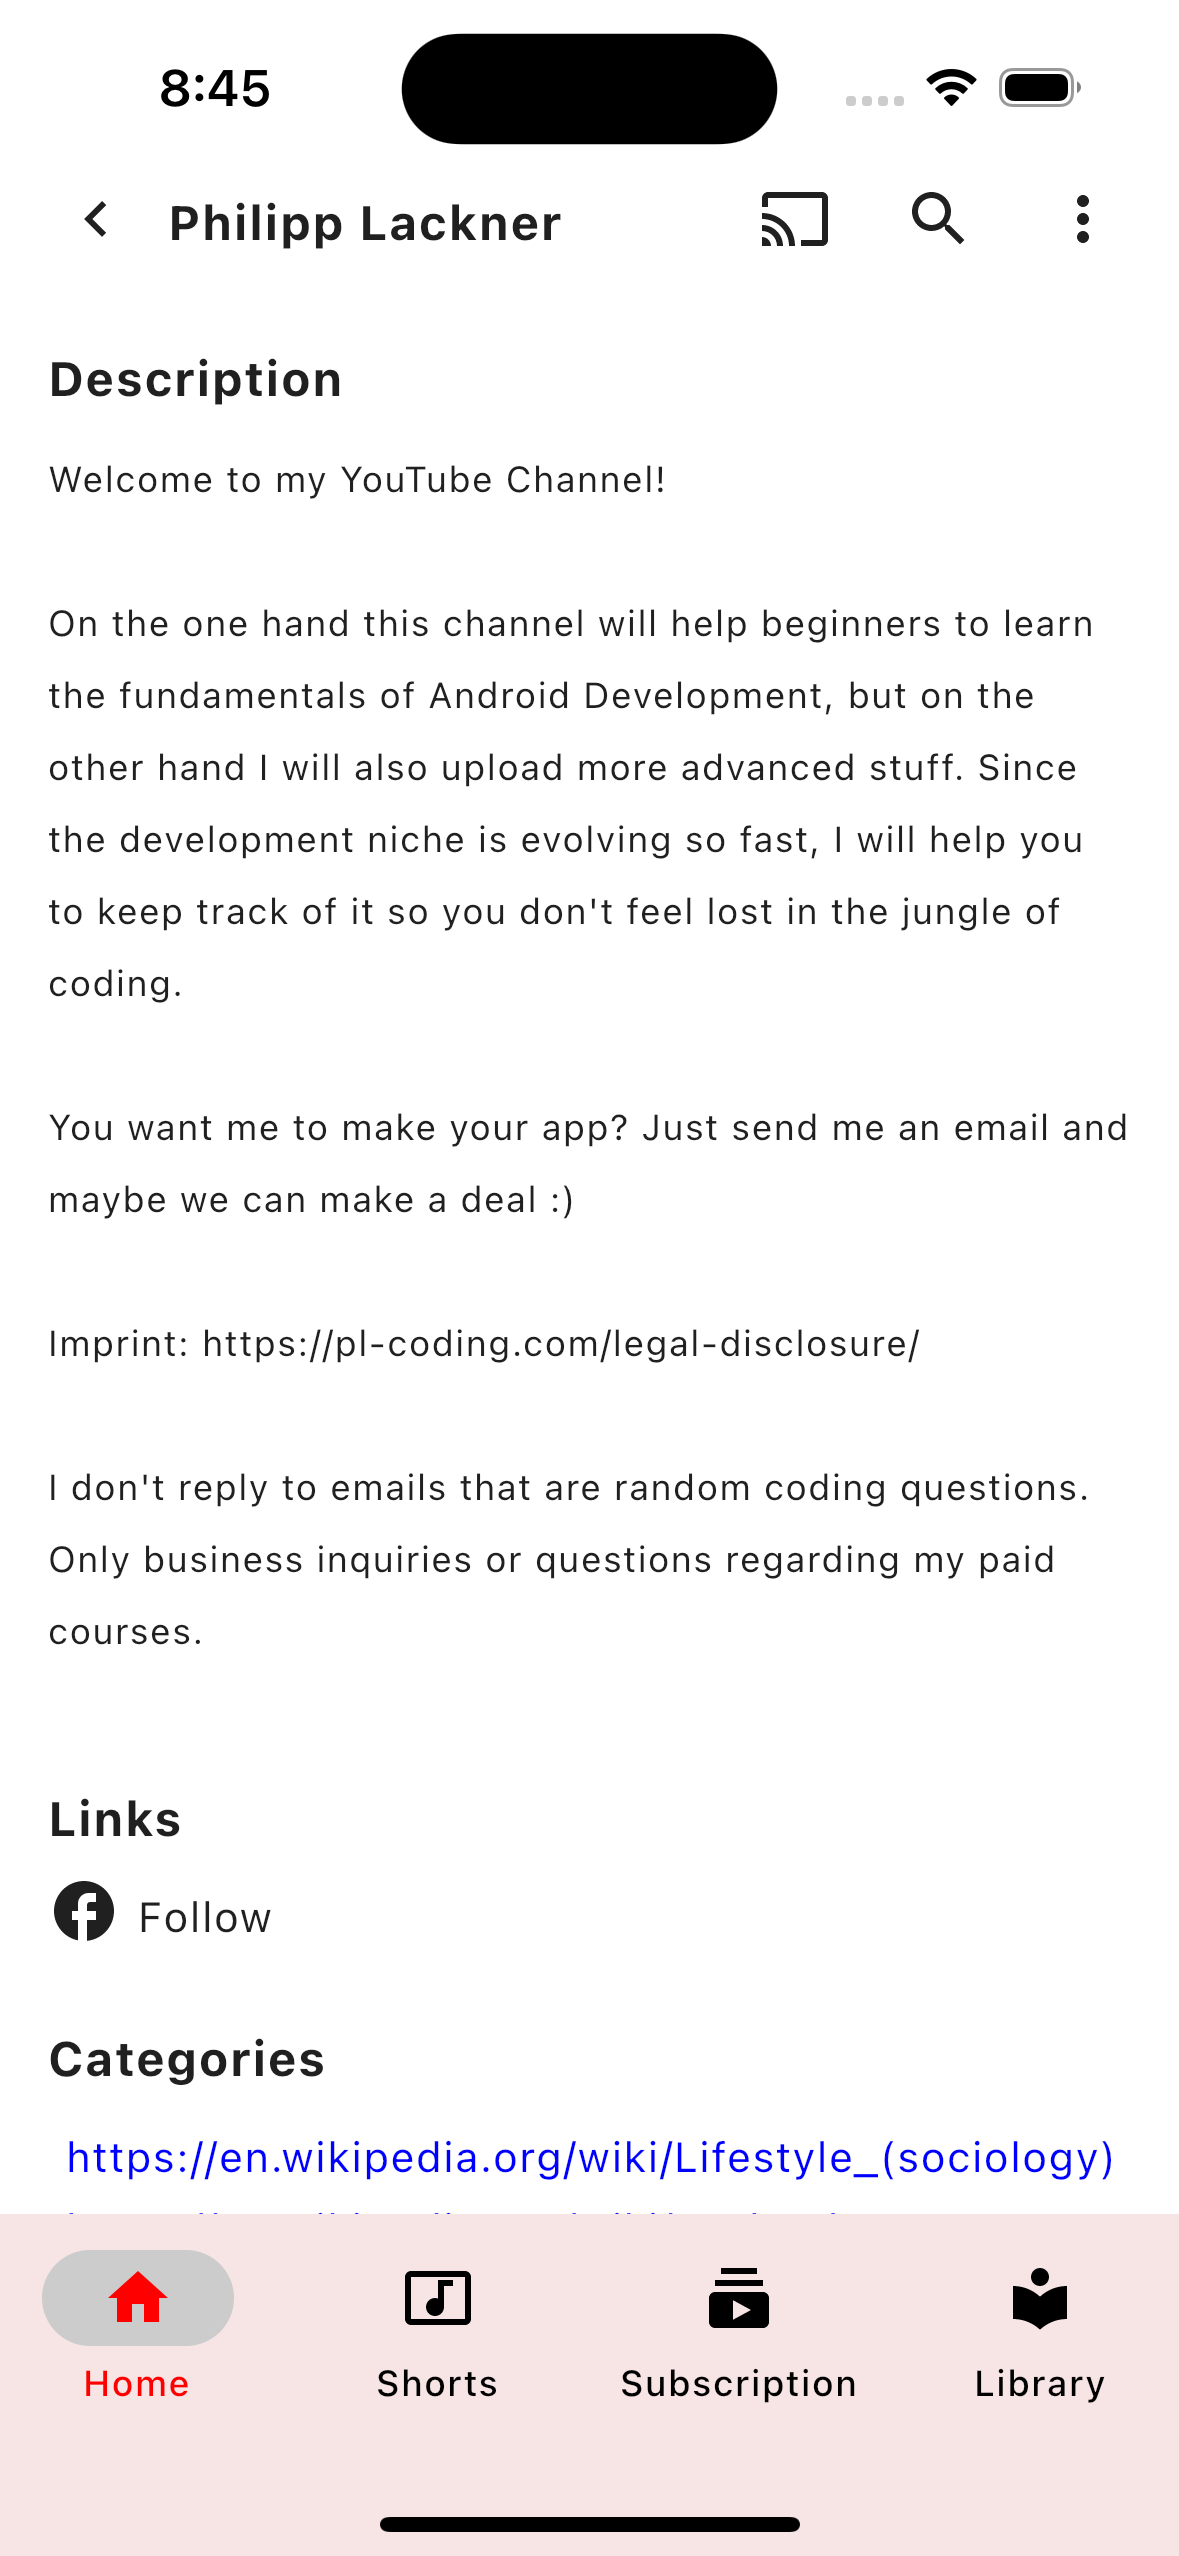 8:45
Philipp Lackner
Description
Welcome to my YouTube Channel!
On the one hand this channel will help beginners to learn
the fundamentals of Android Development, but on the
other hand I will also upload more advanced stuff. Since
the development niche is evolving so fast, I will help you
to keep track of it so you don't feel lost in the jungle of
coding.
You want me to make your app? Just send me an email and
maybe we can make a deal :)
Imprint: https://pl-coding.com/legal-disclosure/
I don't reply to emails that are random coding questions.
Only business inquiries or questions regarding my paid
courses.
Links
Follow
Categories
https://en.wikipedia.org/wiki/Lifestyle_(sociology)
Home
Shorts
Subscription
Library